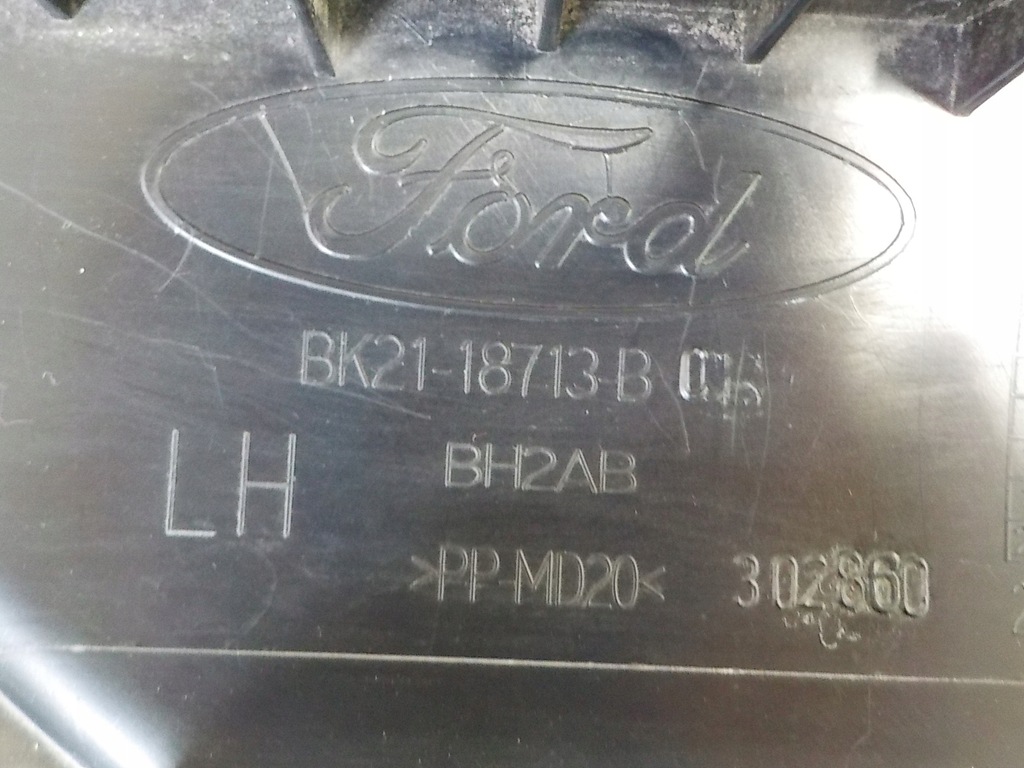 Ford
BK21-18713-B
LH
BH2AB
>PP-MD20<
302860